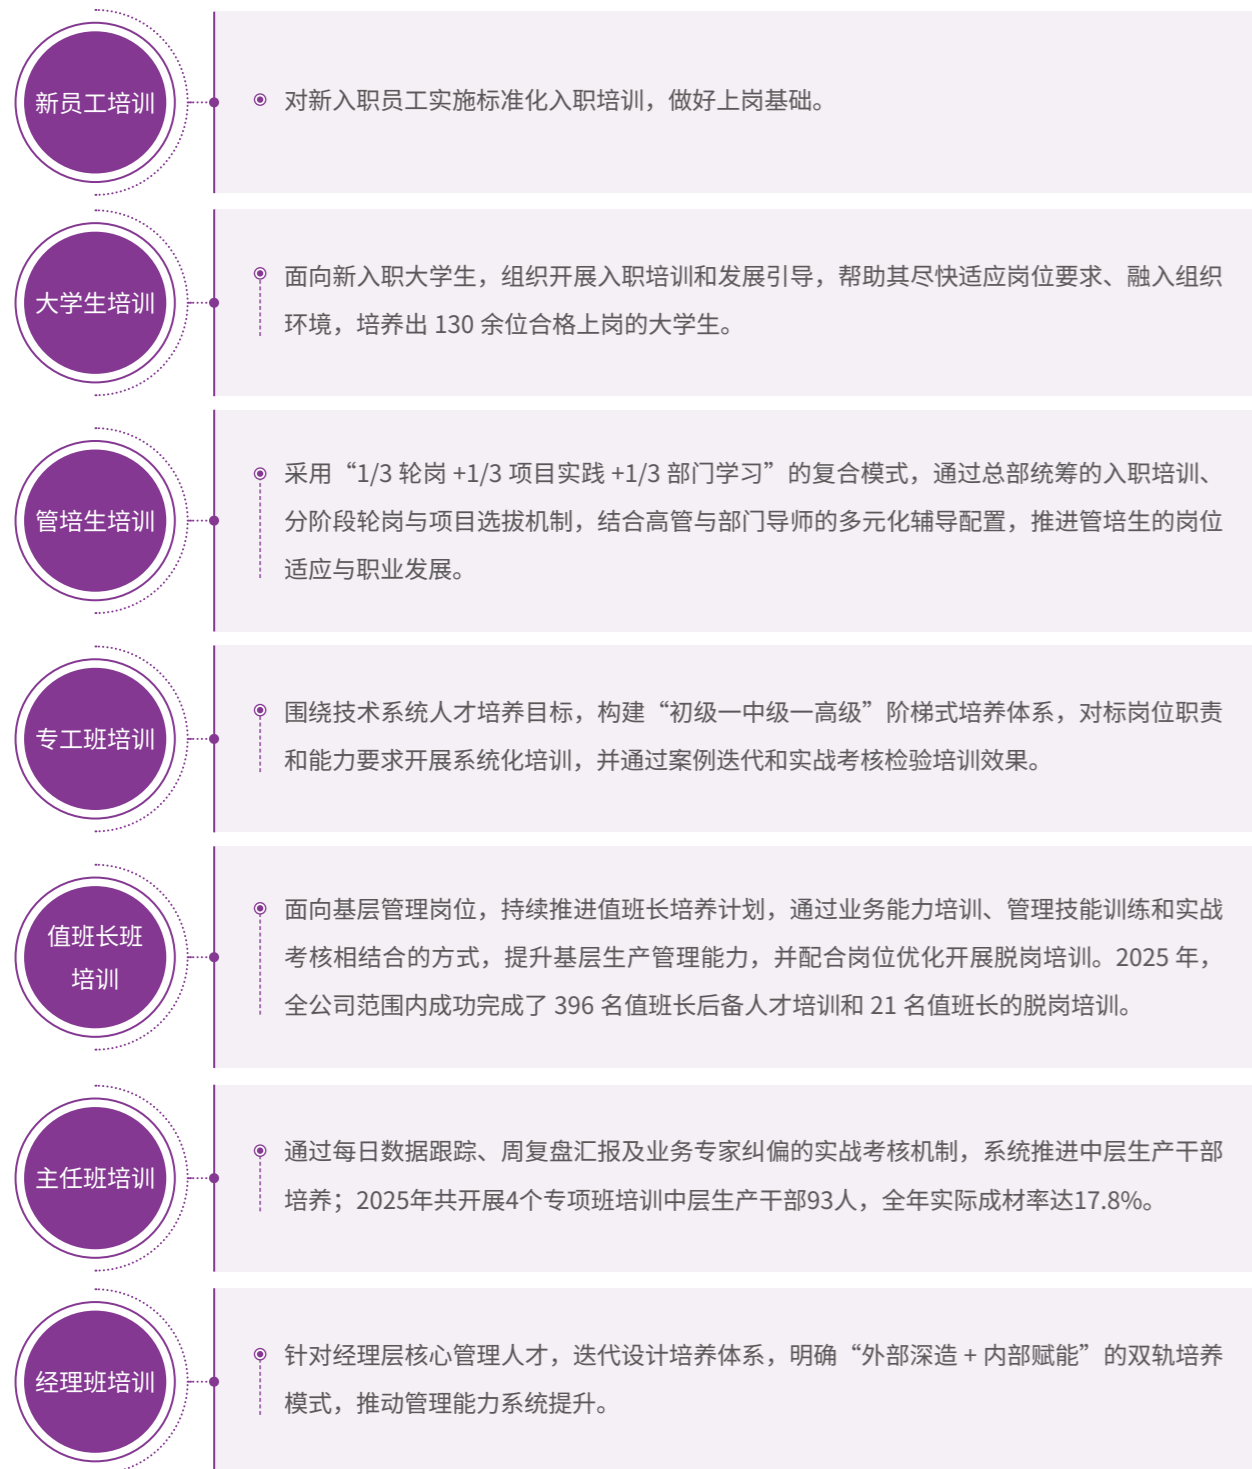 新员工培训
对新入职员工实施标准化入职培训，做好上岗基础。
大学生培训
面向新入职大学生，组织开展入职培训和发展引导，帮助其尽快适应岗位要求、融入组织
环境，培养出 130 余位合格上岗的大学生。
管培生培训
采用“1/3 轮岗 +1/3 项目实践 +1/3 部门学习”的复合模式，通过总部统筹的入职培训、
分阶段轮岗与项目选拔机制，结合高管与部门导师的多元化辅导配置，推进管培生的岗位
适应与职业发展。
专工班培训
围绕技术系统人才培养目标，构建“初级一中级一高级”阶梯式培养体系，对标岗位职责
和能力要求开展系统化培训，并通过案例迭代和实战考核检验培训效果。
值班长班
培训
面向基层管理岗位，持续推进值班长培养计划，通过业务能力培训、管理技能训练和实战
考核相结合的方式，提升基层生产管理能力，并配合岗位优化开展脱岗培训。2025 年，
全公司范围内成功完成了 396 名值班长后备人才培训和 21 名值班长的脱岗培训。
主任班培训
通过每日数据跟踪、周复盘汇报及业务专家纠偏的实战考核机制，系统推进中层生产干部
培养；2025年共开展4个专项班培训中层生产干部93人，全年实际成材率达17.8%。
经理班培训
针对经理层核心管理人才，迭代设计培养体系，明确“外部深造 + 内部赋能”的双轨培养
模式，推动管理能力系统提升。